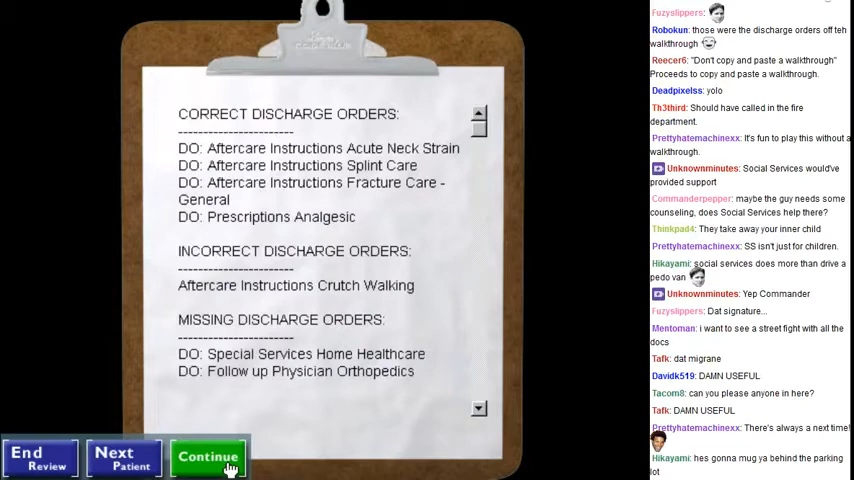 CORRECT DISCHARGE ORDERS:
-----------------------
DO: Aftercare Instructions Acute Neck Strain
DO: Aftercare Instructions Splint Care
DO: Aftercare Instructions Fracture Care -
General
DO: Prescriptions Analgesic
INCORRECT DISCHARGE ORDERS:
-----------------------
Aftercare Instructions Crutch Walking
MISSING DISCHARGE ORDERS:
-----------------------
DO: Special Services Home Healthcare
DO: Follow up Physician Orthopedics
End
Review
Next
Patient
Continue
Fuzyslippers:
Robokun: those were the discharge orders off teh
walkthrough
Reecer6: "Don't copy and paste a walkthrough"
Proceeds to copy and paste a walkthrough.
Deadpixelss: yolo
Th3third: Should have called in the fire
department.
Prettyhatemachinexx: It's fun to play this without a
walkthrough.
Unknownminutes: Social Services would've
provided support
Commanderpepper: maybe the guy needs some
counseling, does Social Services help there?
Thinkpad4: They take away your inner child
Prettyhatemachinexx: SS isn't just for children.
Hikayami: social services does more than drive a
pedo van
Unknownminutes: Yep Commander
Fuzyslippers: Dat signature...
Mentoman: i want to see a street fight with all the
docs
Tafk: dat migrane
Davidk519: DAMN USEFUL
Tacom8: can you please anyone in here?
Tafk: DAMN USEFUL
Prettyhatemachinexx: There's always a next time!
Hikayami: hes gonna mug ya behind the parking
lot